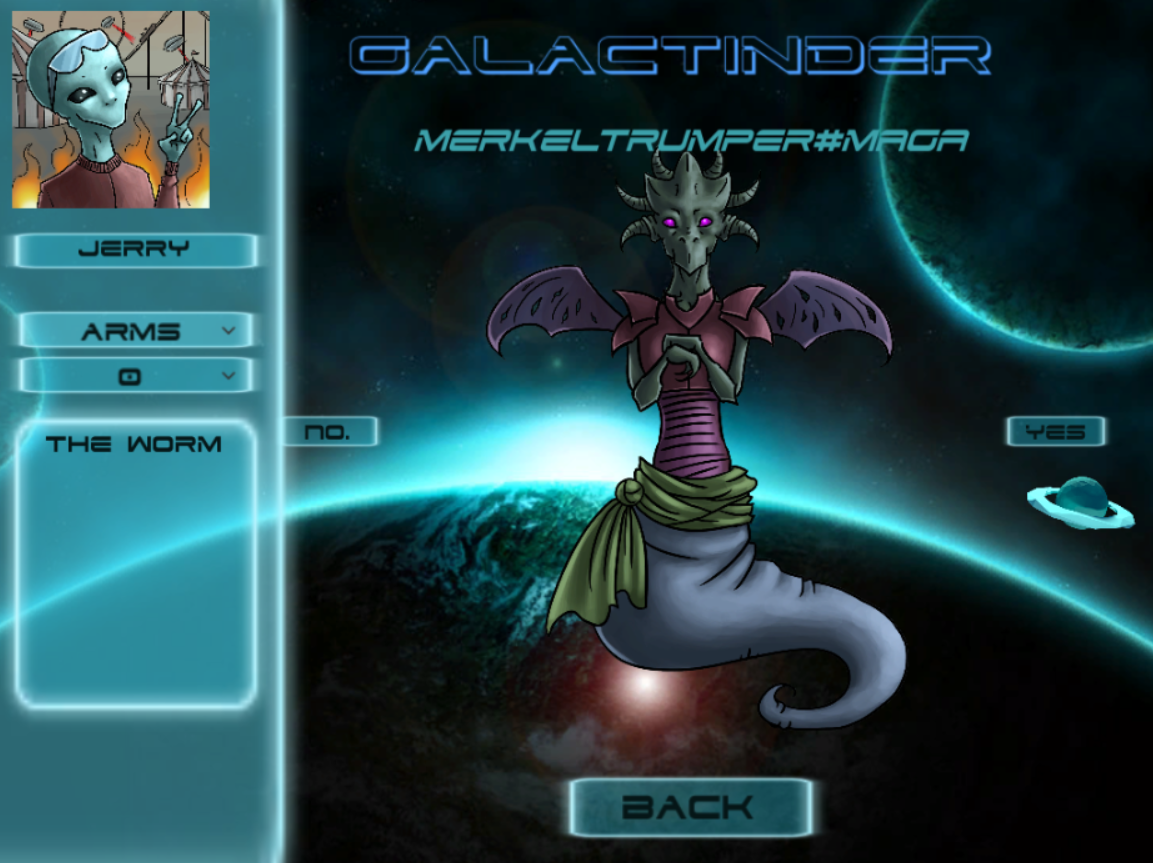 GALACTINDER
MERKELTRUMPER#MAGA
JERRY
ARMS
0
THE WORM
NO.
YES
BACK